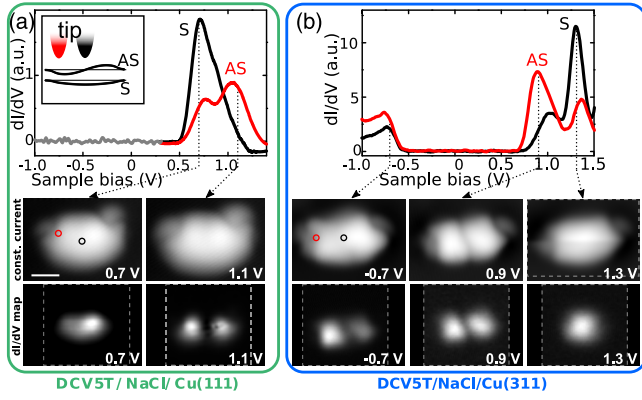 (a)
tip
AS
S
S
AS
dI/dV (a.u.)
2
1
0
-1.0 -0.5 0.0 0.5 1.0
Sample bias (V)
const. current
0.7 V
1.1 V
dI/dV map
0.7 V
1.1 V
DCV5T/ NaCl/ Cu(111)
(b)
S
AS
dI/dV (a.u.)
10
5
0
-1.0 -0.5 0.0 0.5 1.0 1.5
Sample bias (V)
-0.7 V
0.9 V
1.3 V
-0.7 V
0.9 V
1.3 V
DCV5T/NaCl/Cu(311)